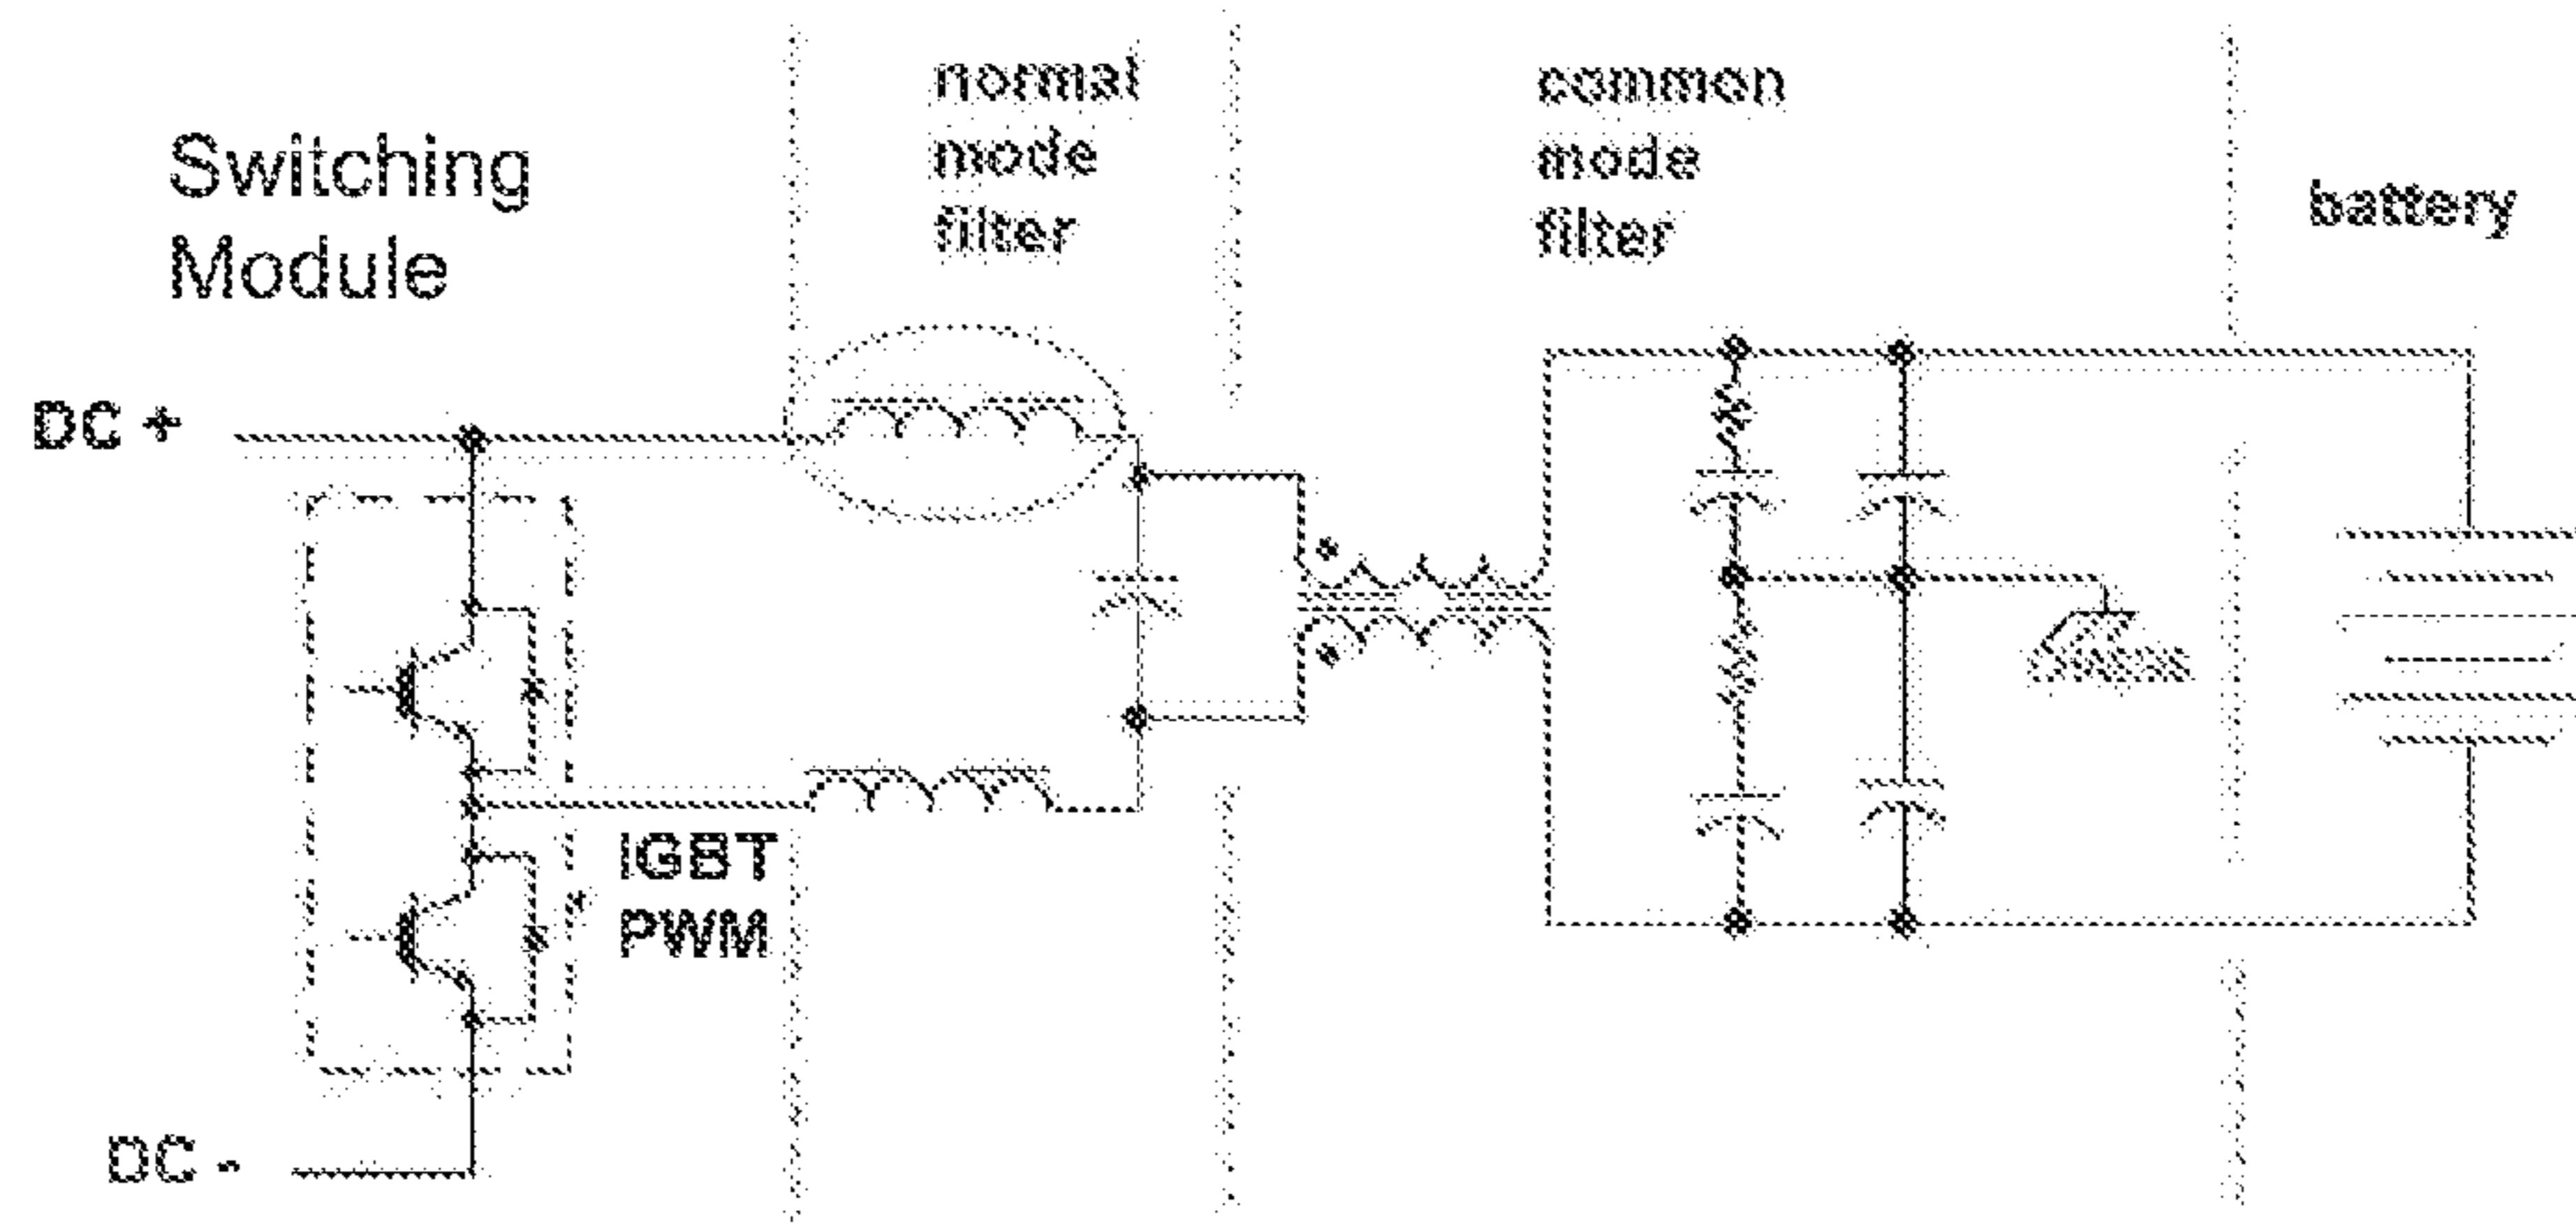 Switching
Module
normal
mode
filter
common
mode
filter
battery
DC +
IGBT
PWM
DC -